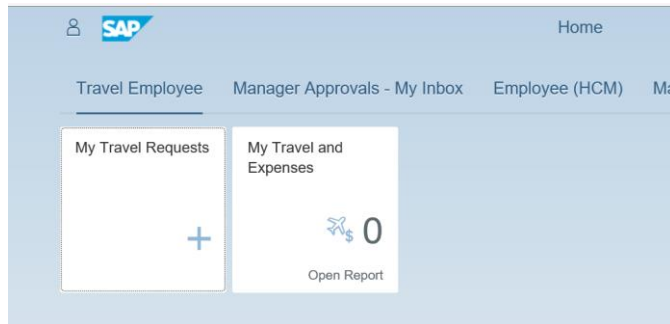 SAP
Home
Travel Employee
Manager Approvals - My Inbox
Employee (HCM)
Ma
My Travel Requests
+
My Travel and
Expenses
$ 0
Open Report